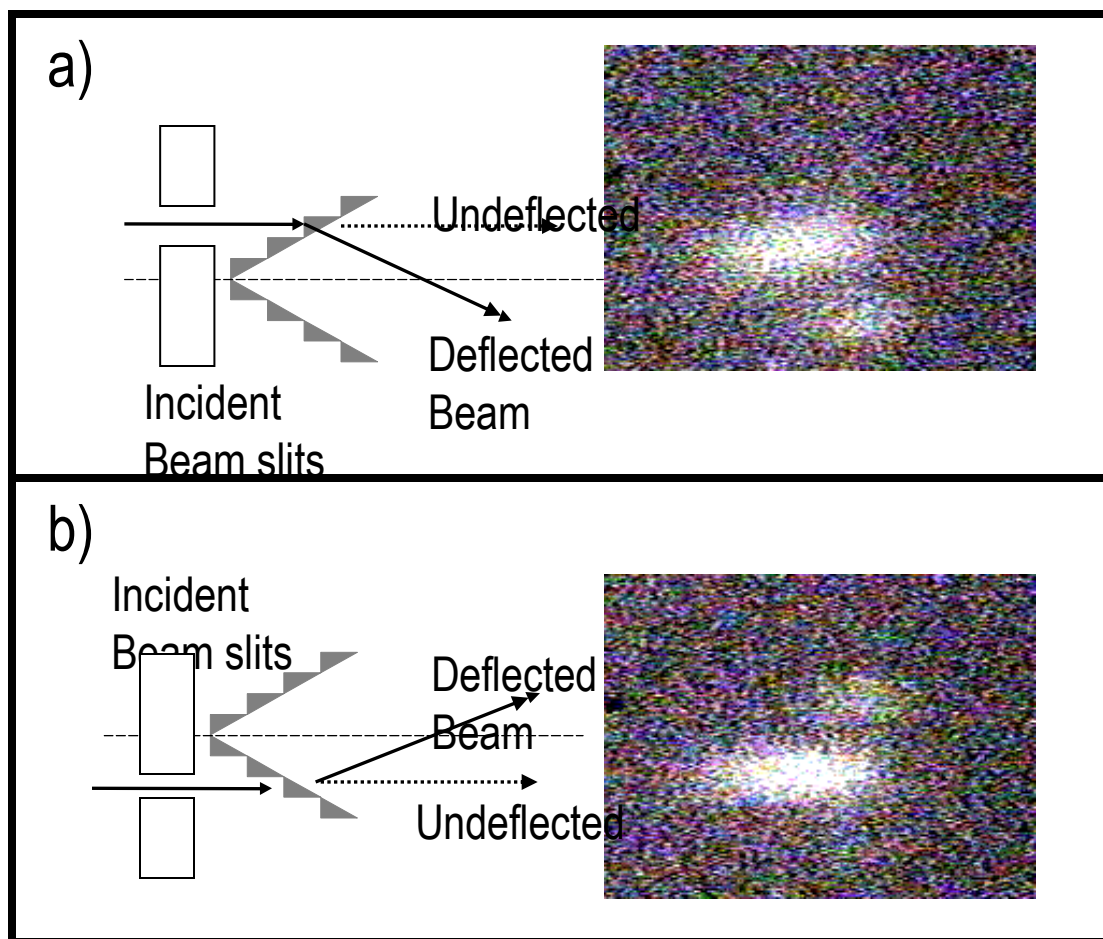 a)
Undeflected
Deflected
Beam
Incident
Beam slits
b)
Incident
Beam slits
Deflected
Beam
Undeflected